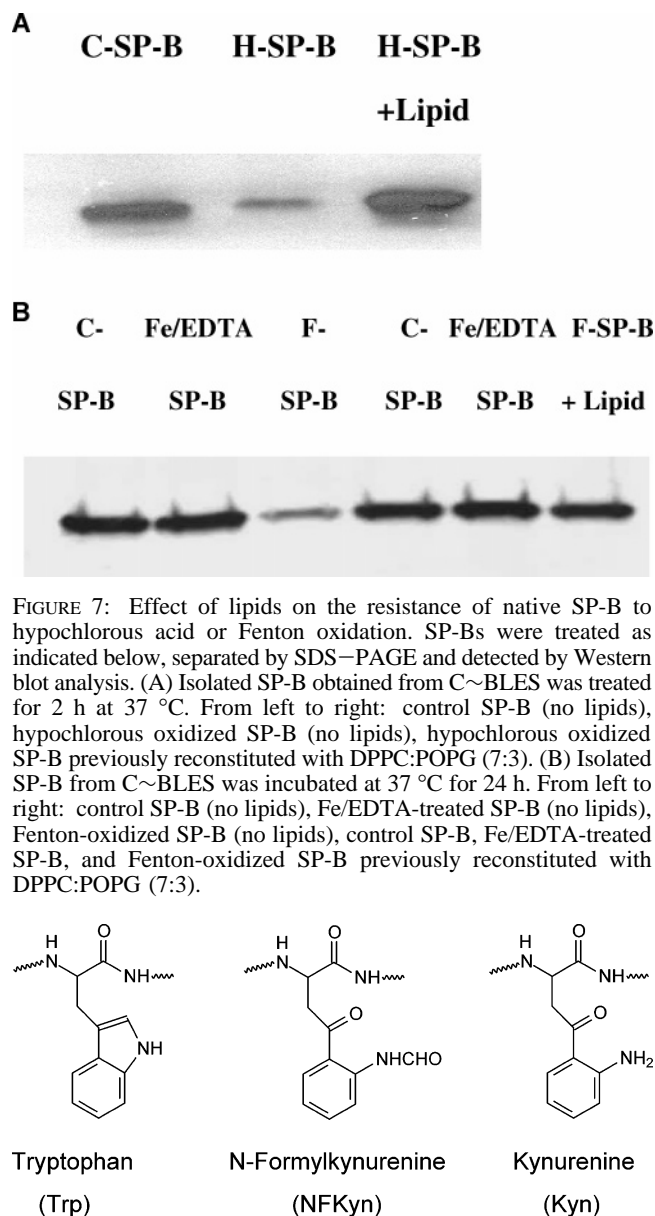 A
C-SP-B H-SP-B H-SP-B
+Lipid
B
C- Fe/EDTA F- C- Fe/EDTA F-SP-B
SP-B SP-B SP-B SP-B SP-B + Lipid
FIGURE 7: Effect of lipids on the resistance of native SP-B to
hypochlorous acid or Fenton oxidation. SP-Bs were treated as
indicated below, separated by SDS−PAGE and detected by Western
blot analysis. (A) Isolated SP-B obtained from C∼BLES was treated
for 2 h at 37 °C. From left to right: control SP-B (no lipids),
hypochlorous oxidized SP-B (no lipids), hypochlorous oxidized
SP-B previously reconstituted with DPPC:POPG (7:3). (B) Isolated
SP-B from C∼BLES was incubated at 37 °C for 24 h. From left to
right: control SP-B (no lipids), Fe/EDTA-treated SP-B (no lipids),
Fenton-oxidized SP-B (no lipids), control SP-B, Fe/EDTA-treated
SP-B, and Fenton-oxidized SP-B previously reconstituted with
DPPC:POPG (7:3).
H O H O H O
N NH N NH N NH
O O
NH NHCHO NH2
Tryptophan N-Formylkynurenine Kynurenine
(Trp) (NFKyn) (Kyn)